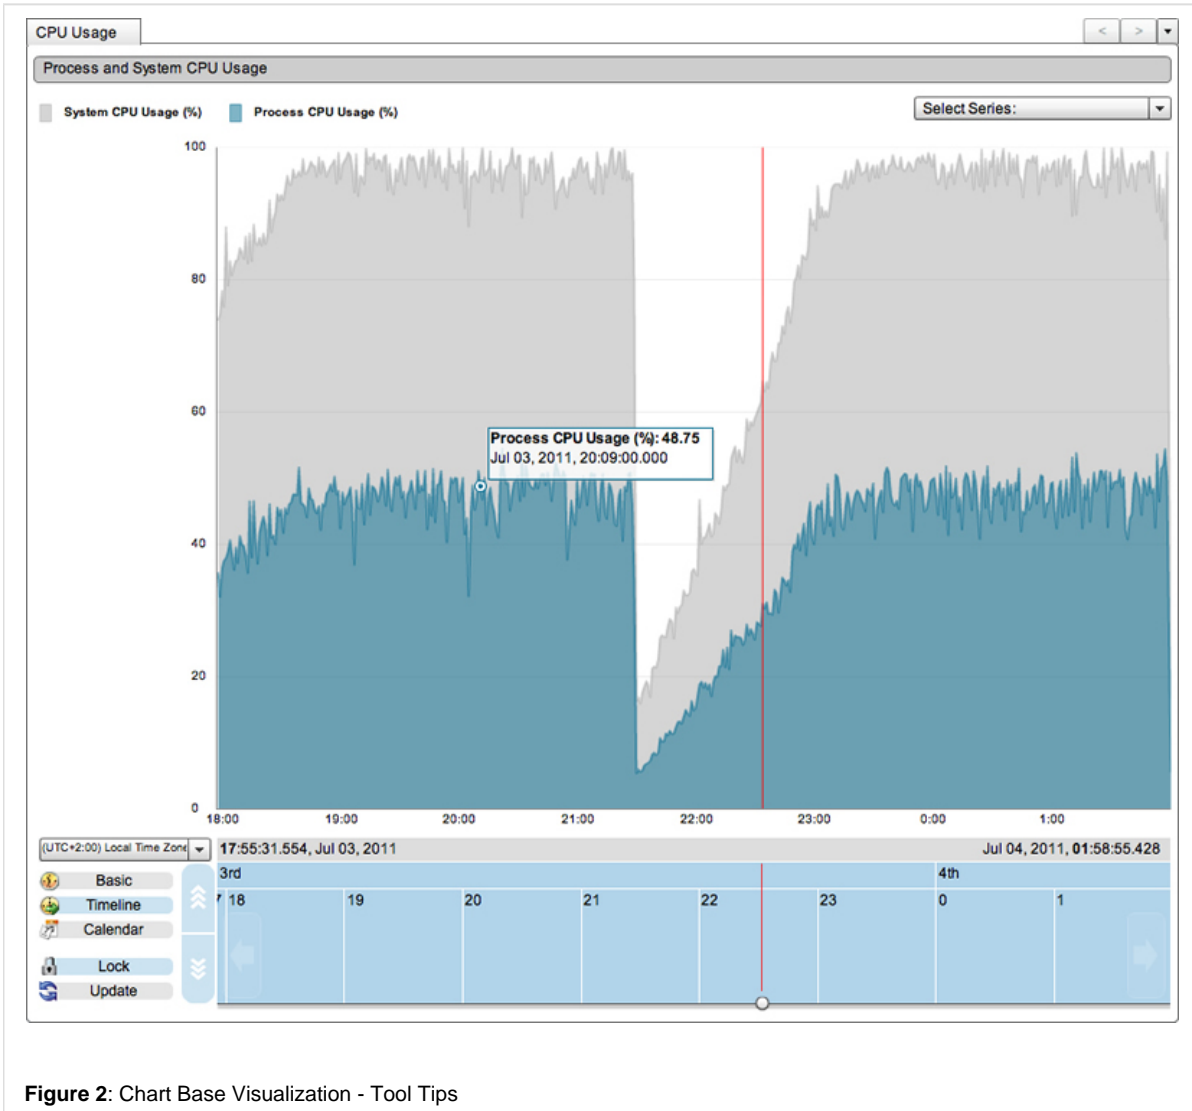 CPU Usage
< >
Process and System CPU Usage
System CPU Usage (%) Process CPU Usage (%) Select Series:
100
80
60
40
20
0
Process CPU Usage (%): 48.75
Jul 03, 2011, 20:09:00.000
18:00 19:00 20:00 21:00 22:00 23:00 0:00 1:00
(UTC+2:00) Local Time Zone 17:55:31.554, Jul 03, 2011 Jul 04, 2011, 01:58:55.428
3rd 4th
Basic
7 18 19 20 21 22 23 0 1
Timeline
Calendar
Lock
Update
Figure 2: Chart Base Visualization - Tool Tips